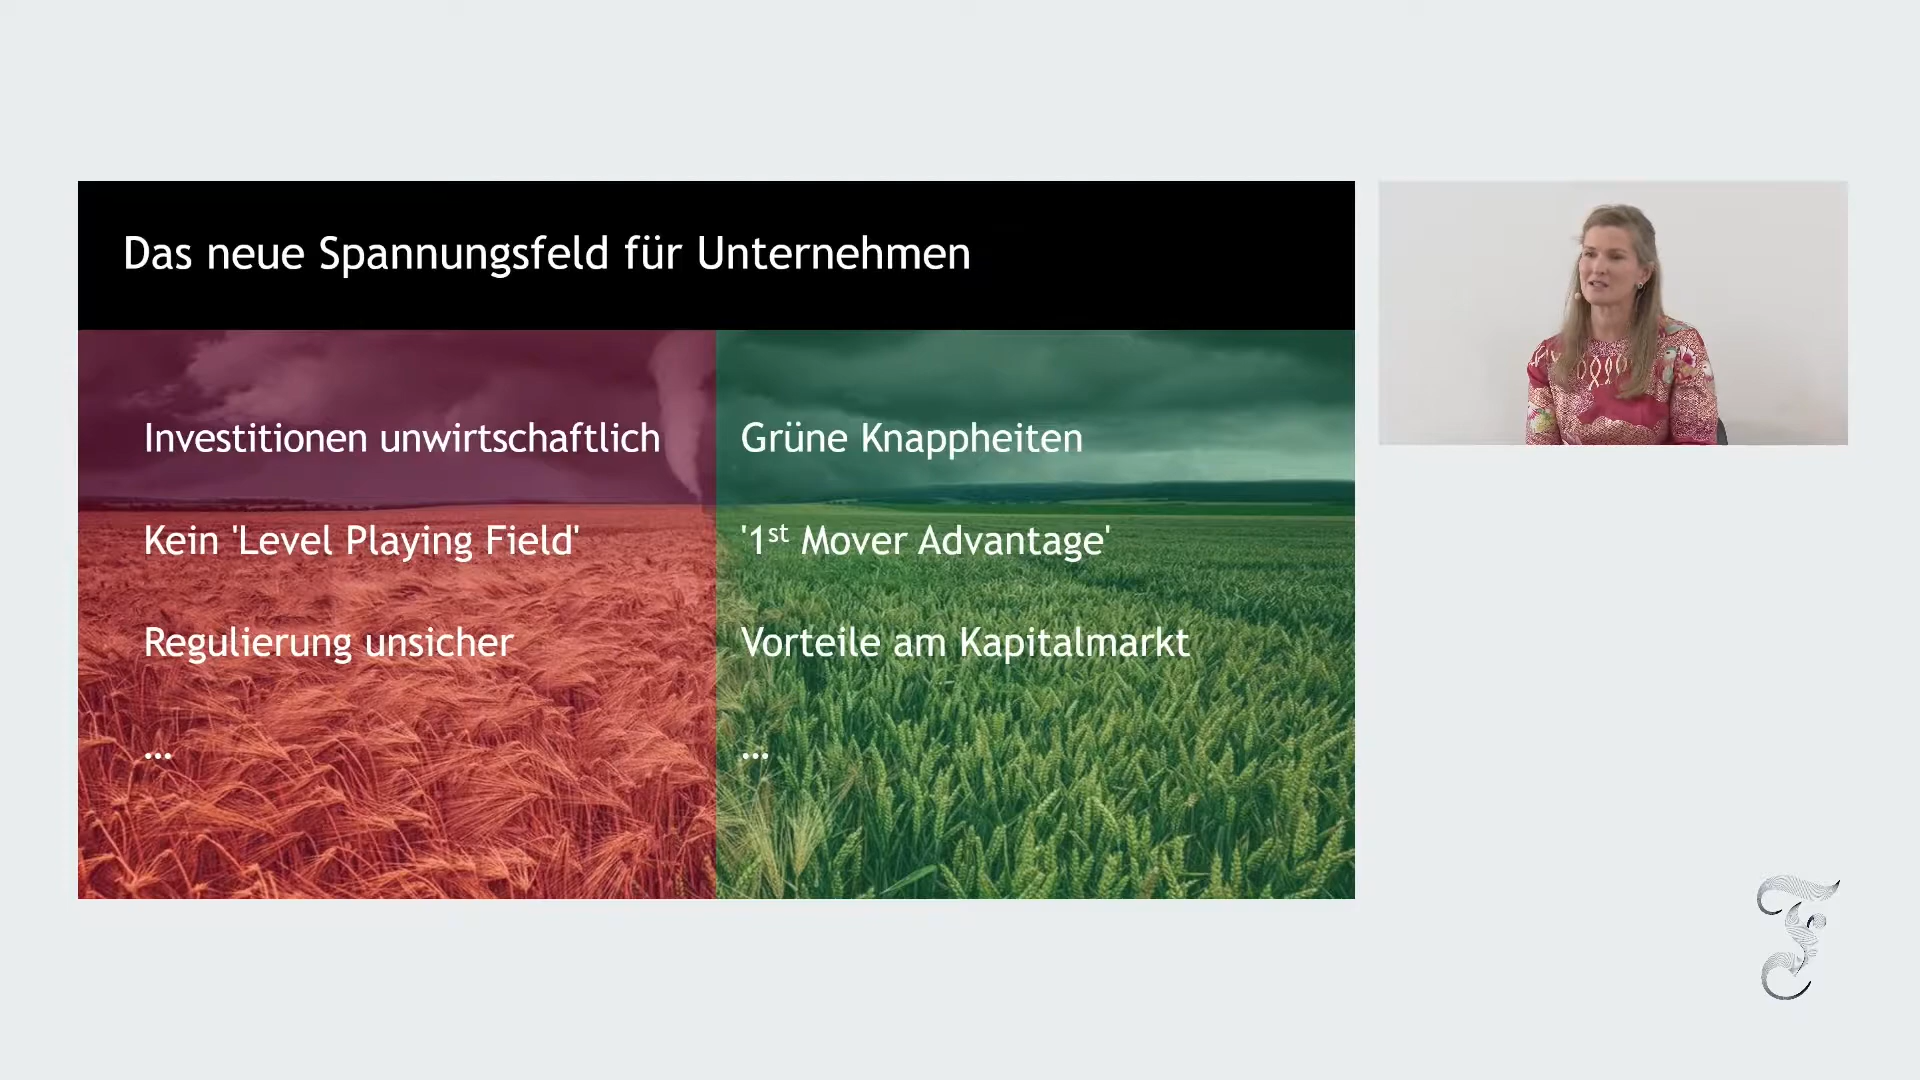 Das neue Spannungsfeld für Unternehmen
Investitionen unwirtschaftlich
Kein 'Level Playing Field'
Regulierung unsicher
...
Grüne Knappheiten
'1st Mover Advantage'
Vorteile am Kapitalmarkt
...